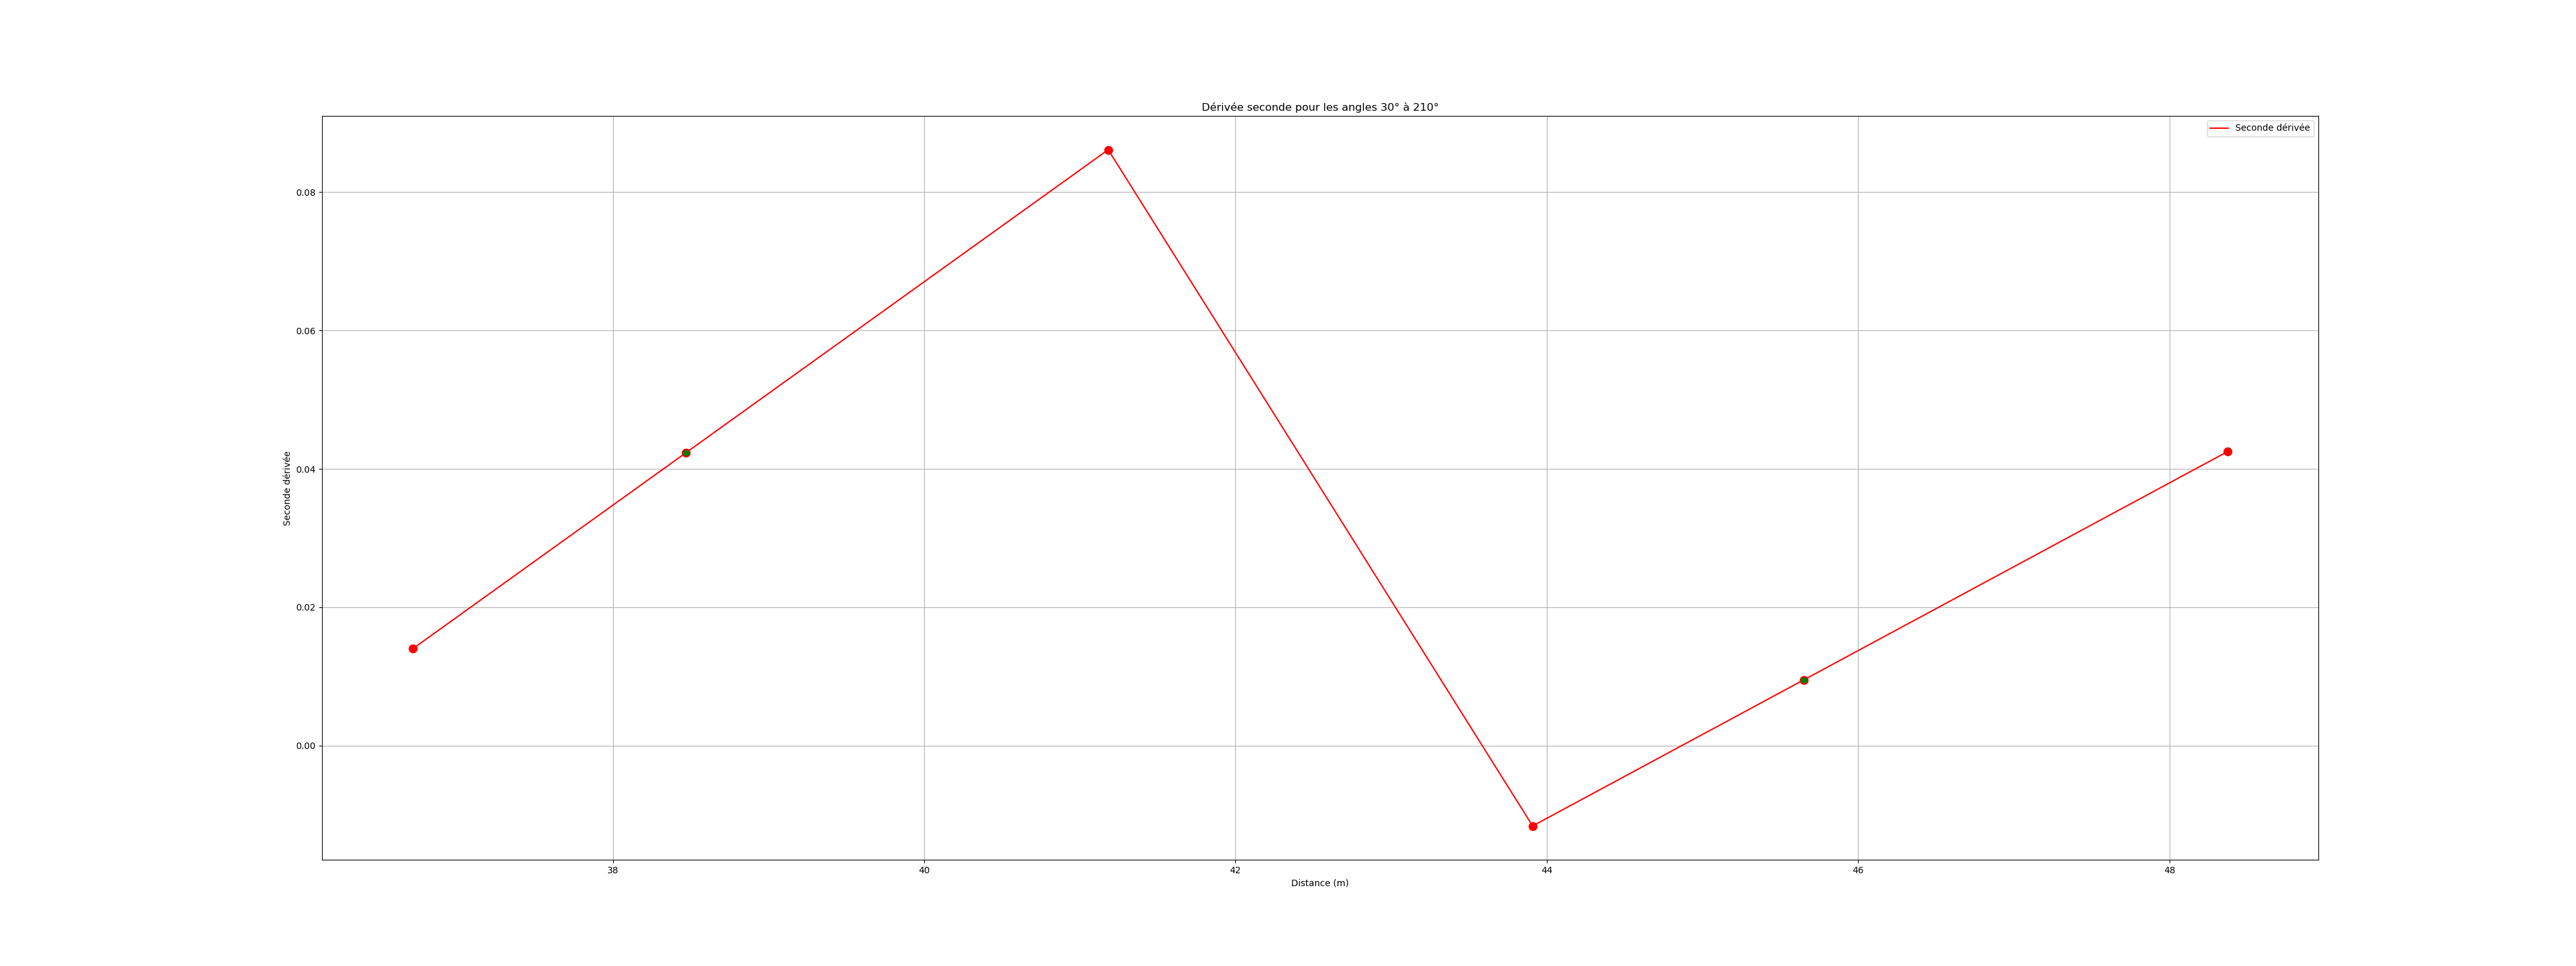 Dérivée seconde pour les angles 30° à 210°
Seconde dérivée
0.08
0.06
0.04
0.02
0.00
Seconde dérivée
38
40
42
44
46
48
Distance (m)